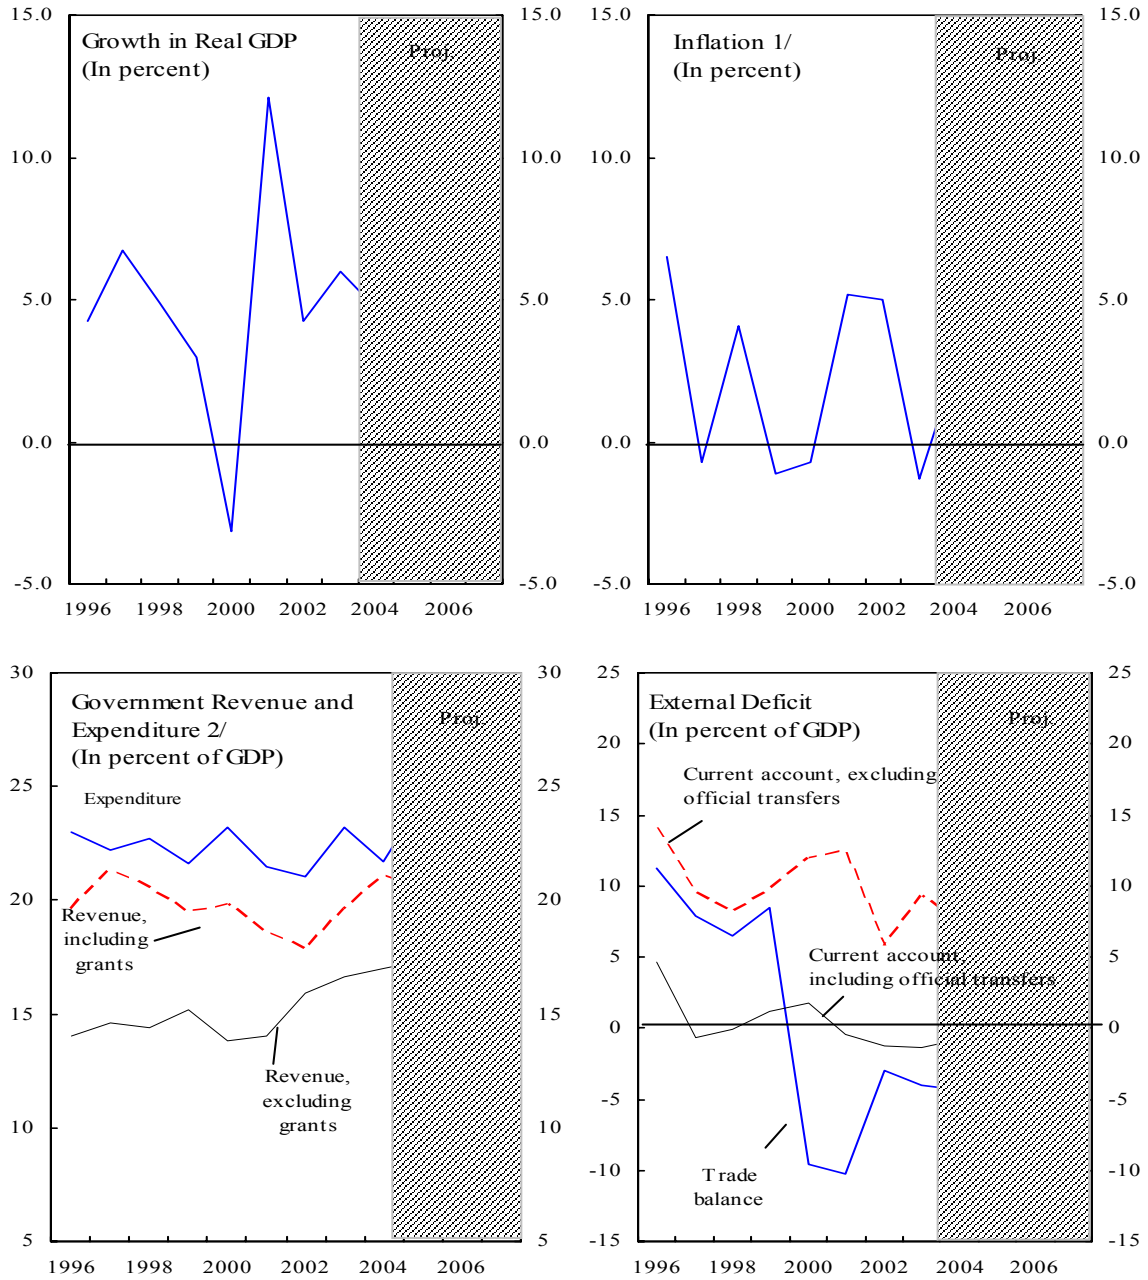 15.0 15.0
Growth in Real GDP
(In percent)
Proj.
10.0 10.0
5.0 5.0
0.0 0.0
-5.0 -5.0
1996 1998 2000 2002 2004 2006
15.0 15.0
Inflation 1/
(In percent)
Proj.
10.0 10.0
5.0 5.0
0.0 0.0
-5.0 -5.0
1996 1998 2000 2002 2004 2006
30 30
Government Revenue and
Expenditure 2/
(In percent of GDP)
Proj.
25 25
Expenditure
20 20
Revenue,
including
grants
15 15
Revenue,
excluding
grants
10 10
5 5
1996 1998 2000 2002 2004 2006
25 25
External Deficit
(In percent of GDP)
Proj.
20 20
Current account, excluding
official transfers
15 15
10 10
5 5
Current account,
including official transfers
0 0
-5 -5
-10 -10
Trade
balance
-15 -15
1996 1998 2000 2002 2004 2006